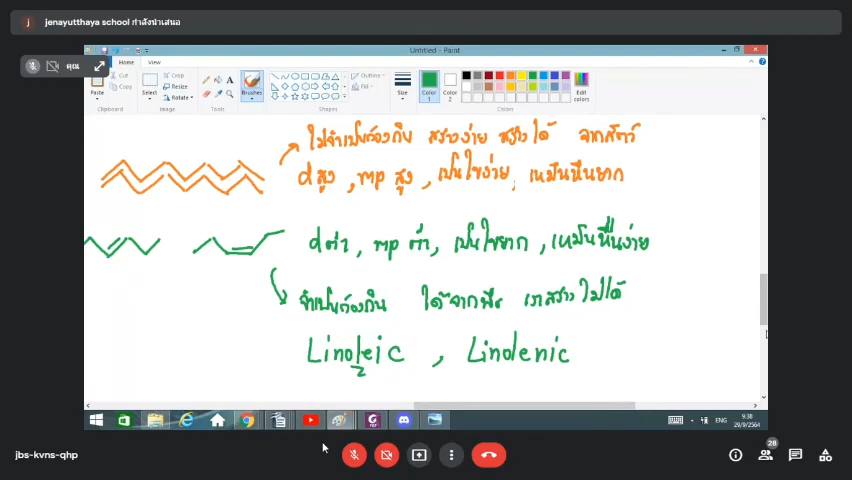 jenayutthaya school กำลังนำเสนอ
Untitled - Paint
คุณ
Home View
Cut
Copy
Paste
Crop
Resize
Rotate
Select
Brushes
Outline
Fill
Size
Color 1
Color 2
Edit colors
Clipboard Image Tools Shapes Colors
ไม่จำเป็นต้องกิน สร้างง่าย สร้างได้ จากสัตว์
d สูง , mp สูง , เป็นไขง่าย , เหม็นหืนยาก
d ต่ำ , mp ต่ำ , เป็นไขยาก , เหม็นหืนง่าย
จำเป็นต้องกิน ได้จากพืช เราสร้างไม่ได้
Linoleic , Linolenic
2
ENG
9:38
29/9/2564
jbs-kvns-qhp
28